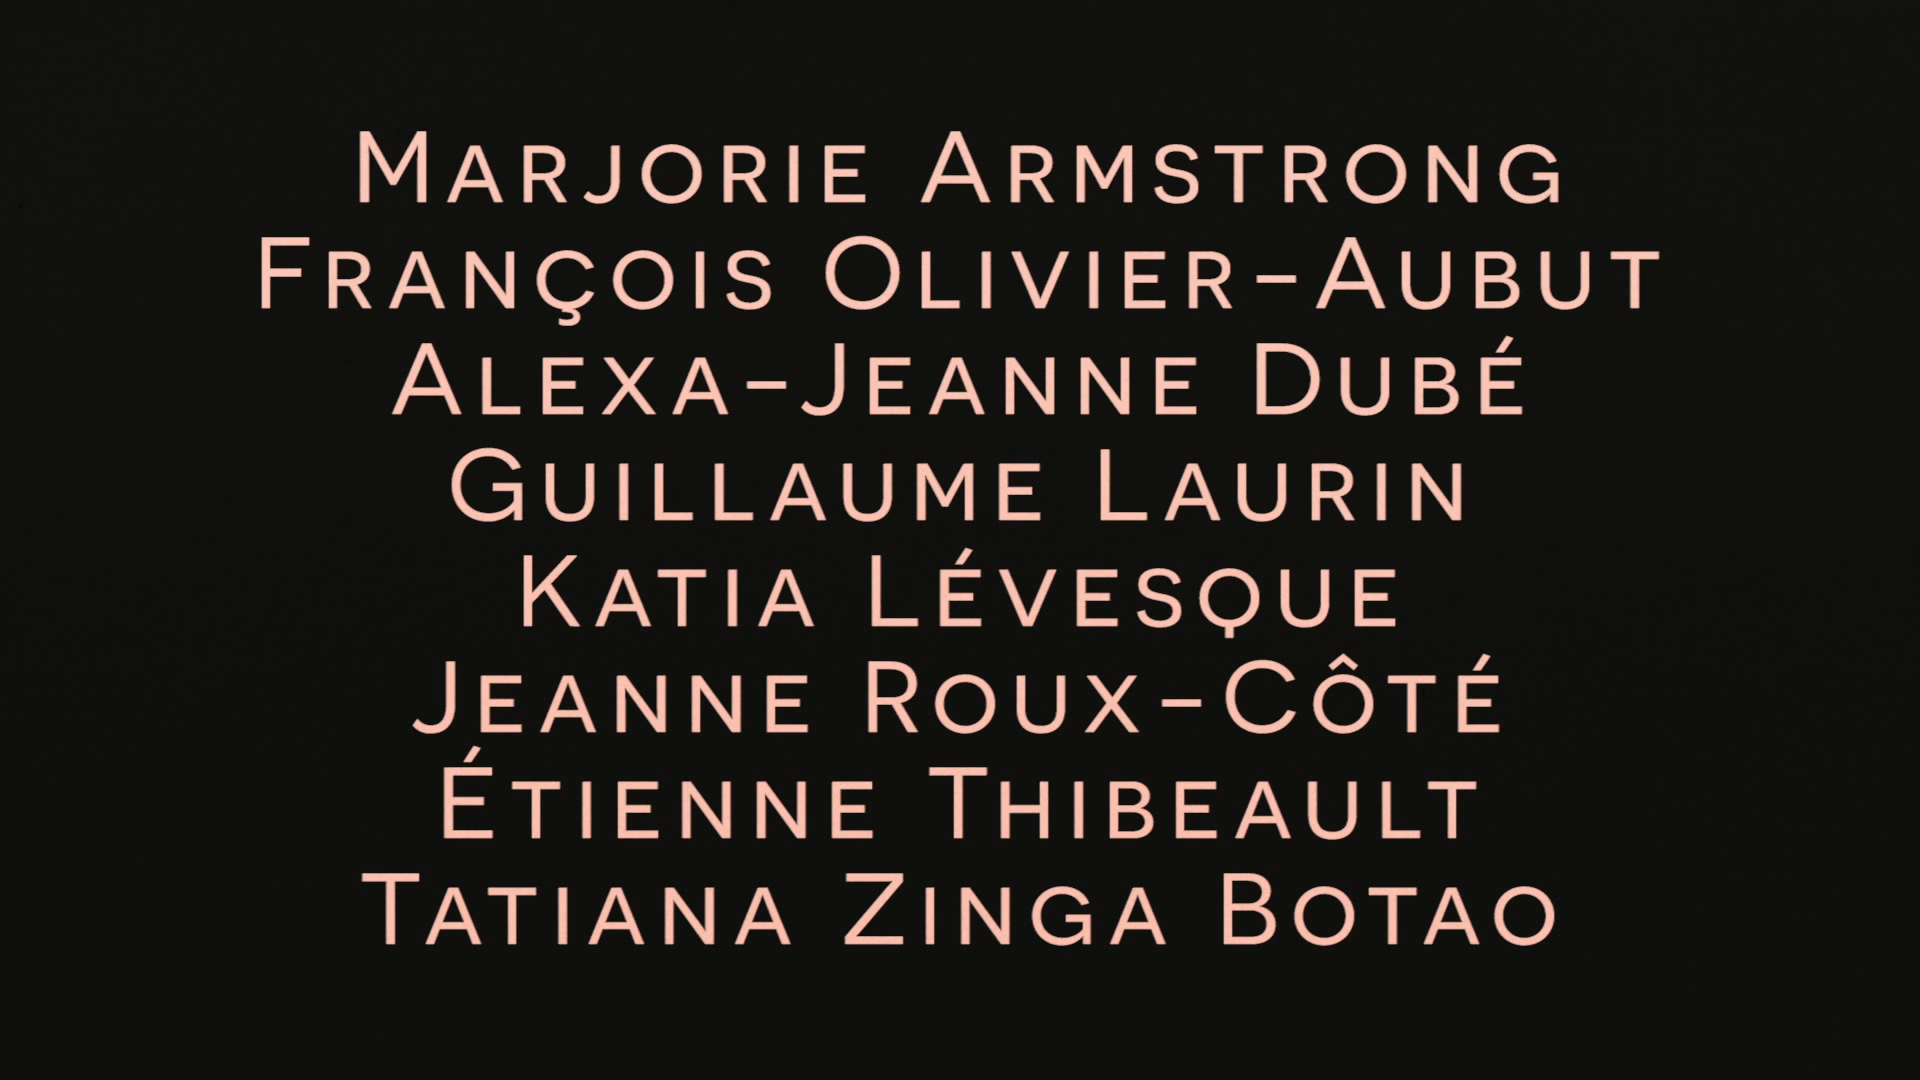 Marjorie Armstrong
François Olivier-Aubut
Alexa-Jeanne Dubé
Guillaume Laurin
Katia Lévesque
Jeanne Roux-Côté
Étienne Thibeault
Tatiana Zinga Botao